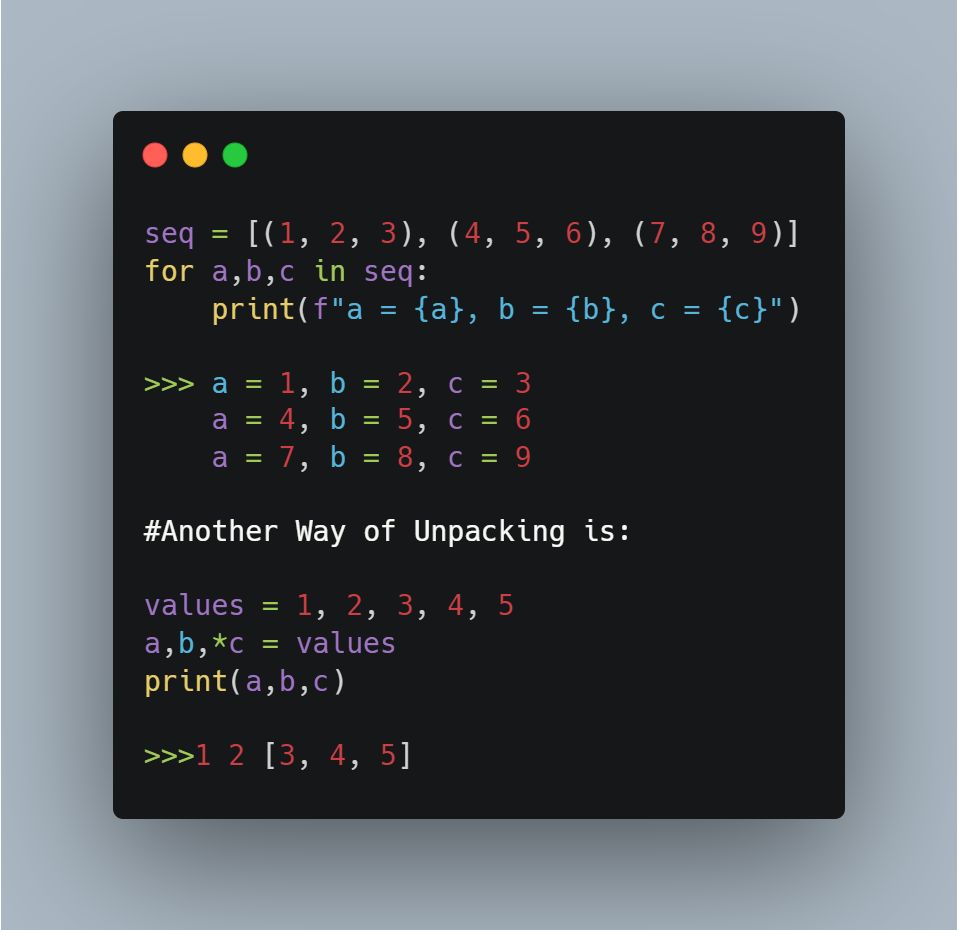 seq = [(1, 2, 3), (4, 5, 6), (7, 8, 9)]
for a,b,c in seq:
    print(f"a = {a}, b = {b}, c = {c}")
>>> a = 1, b = 2, c = 3
    a = 4, b = 5, c = 6
    a = 7, b = 8, c = 9
#Another Way of Unpacking is:
values = 1, 2, 3, 4, 5
a,b,*c = values
print(a,b,c)
>>>1 2 [3, 4, 5]